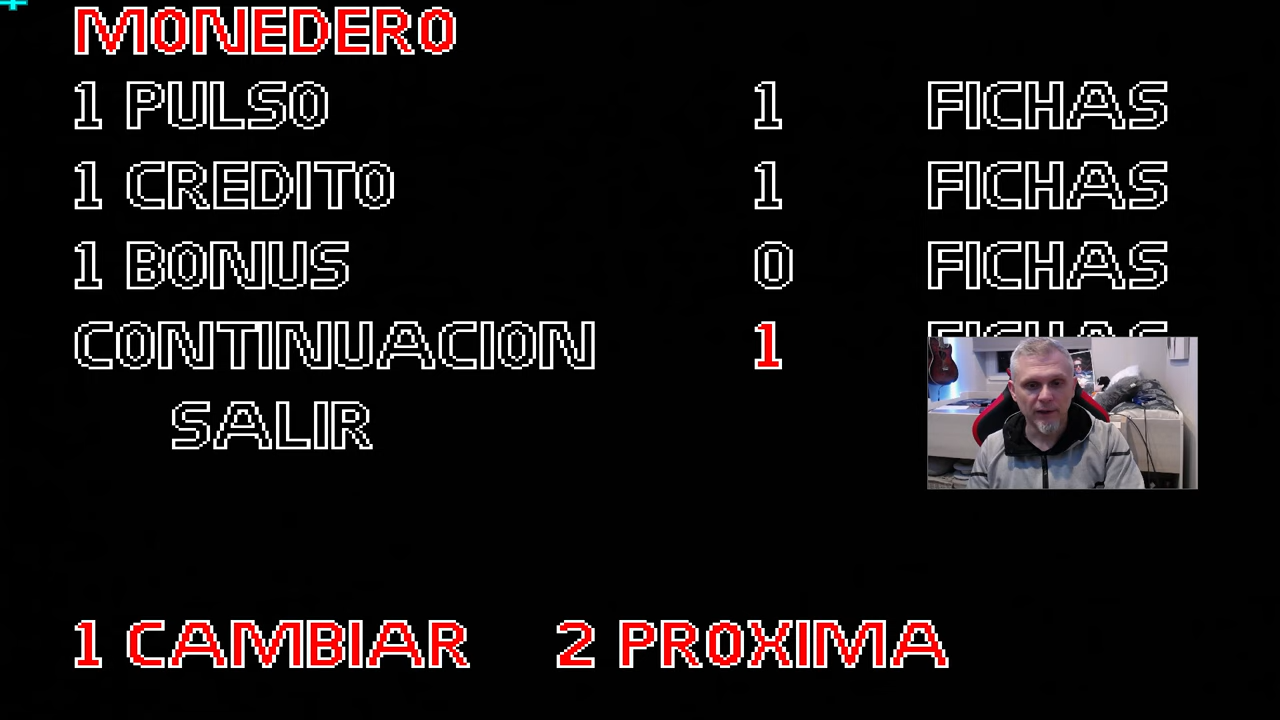 MONEDERO
1 PULSO 1 FICHAS
1 CREDITO 1 FICHAS
1 BONUS 0 FICHAS
CONTINUACION 1 FICHAS
SALIR
1 CAMBIAR 2 PROXIMA